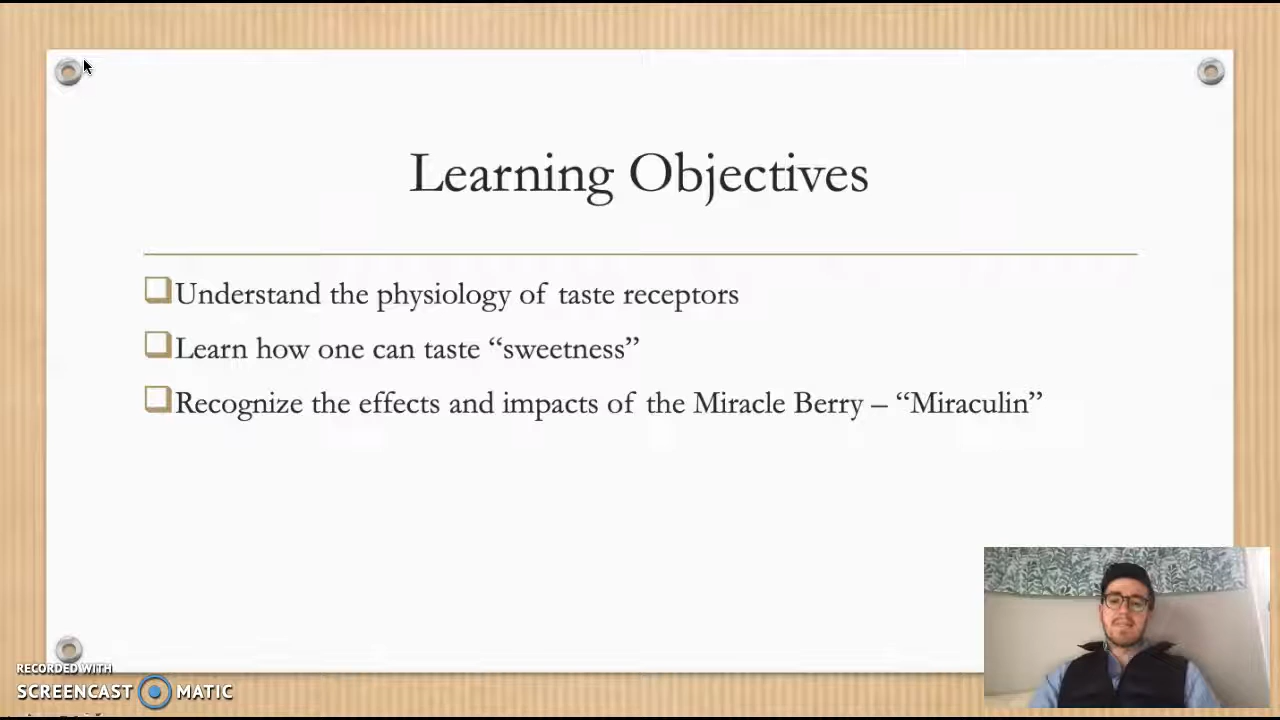 Learning Objectives
Understand the physiology of taste receptors
Learn how one can taste “sweetness”
Recognize the effects and impacts of the Miracle Berry – “Miraculin”
RECORDED WITH
SCREENCAST MATIC